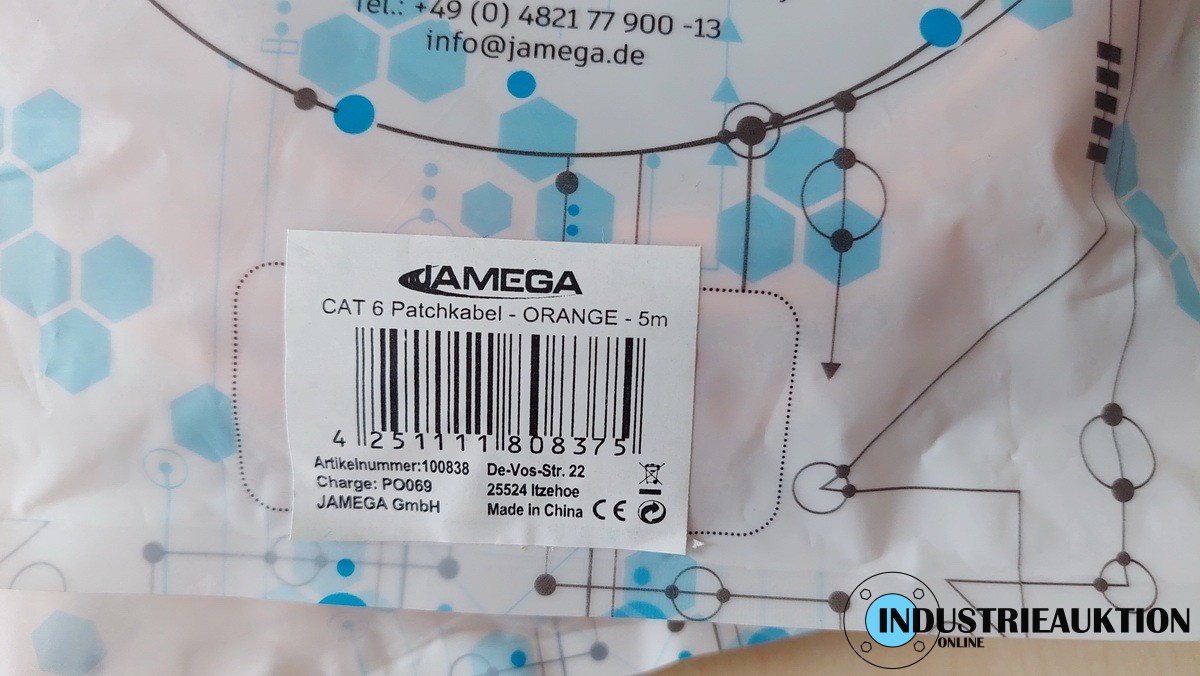 Tel.: +49 (0) 4821 77 900 -13
info@jamega.de
JAMEGA
CAT 6 Patchkabel - ORANGE - 5m
4 251111 808375
Artikelnummer:100838
Charge: PO069
JAMEGA GmbH
De-Vos-Str. 22
25524 Itzehoe
Made in China CE
INDUSTRIEAUKTION
ONLINE